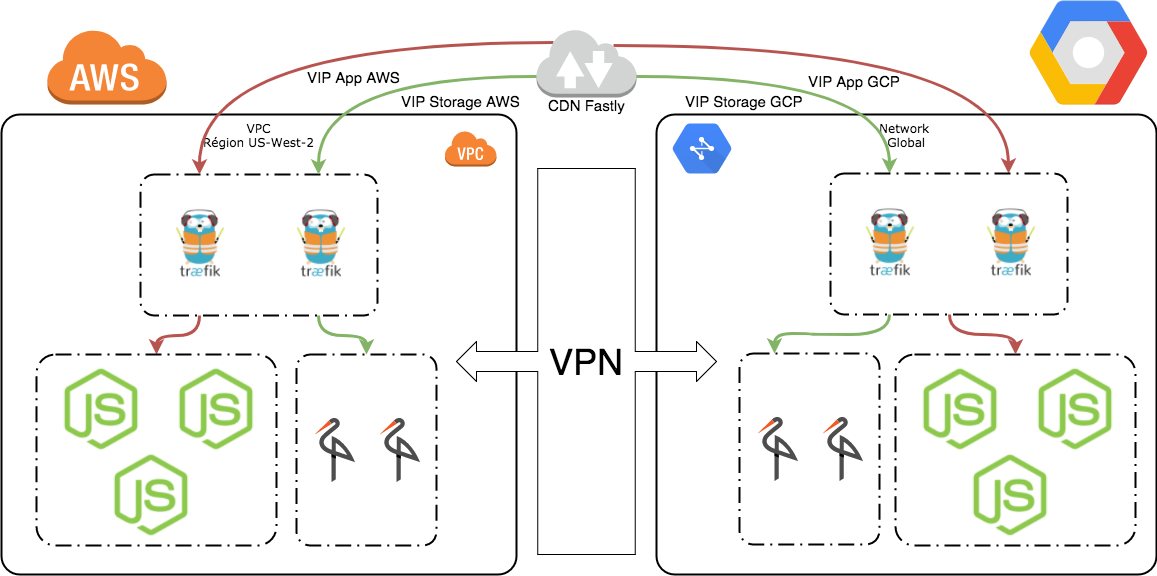 AWS
VIP App AWS
VIP App GCP
VIP Storage AWS
CDN Fastly
VIP Storage GCP
VPC
Région US-West-2
VPC
Network
Global
træfik
træfik
træfik
træfik
VPN
JS
JS
JS
JS
JS
JS